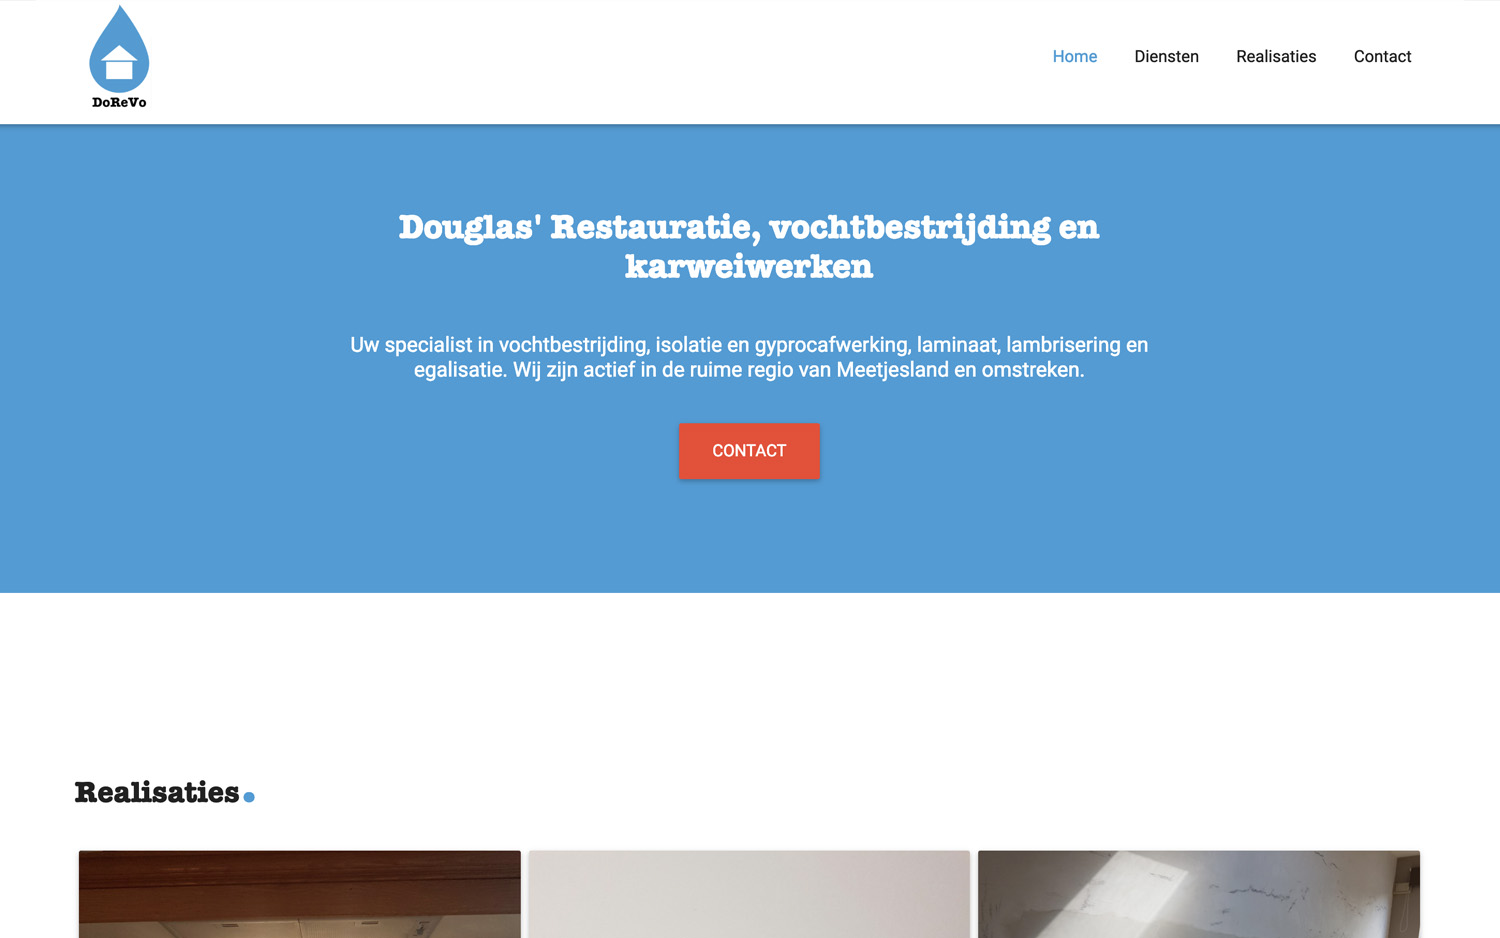 DoReVo
Home
Diensten
Realisaties
Contact
Douglas' Restauratie, vochtbestrijding en
karweiwerken
Uw specialist in vochtbestrijding, isolatie en gyprocafwerking, laminaat, lambrisering en
egalisatie. Wij zijn actief in de ruime regio van Meetjesland en omstreken.
CONTACT
Realisaties.